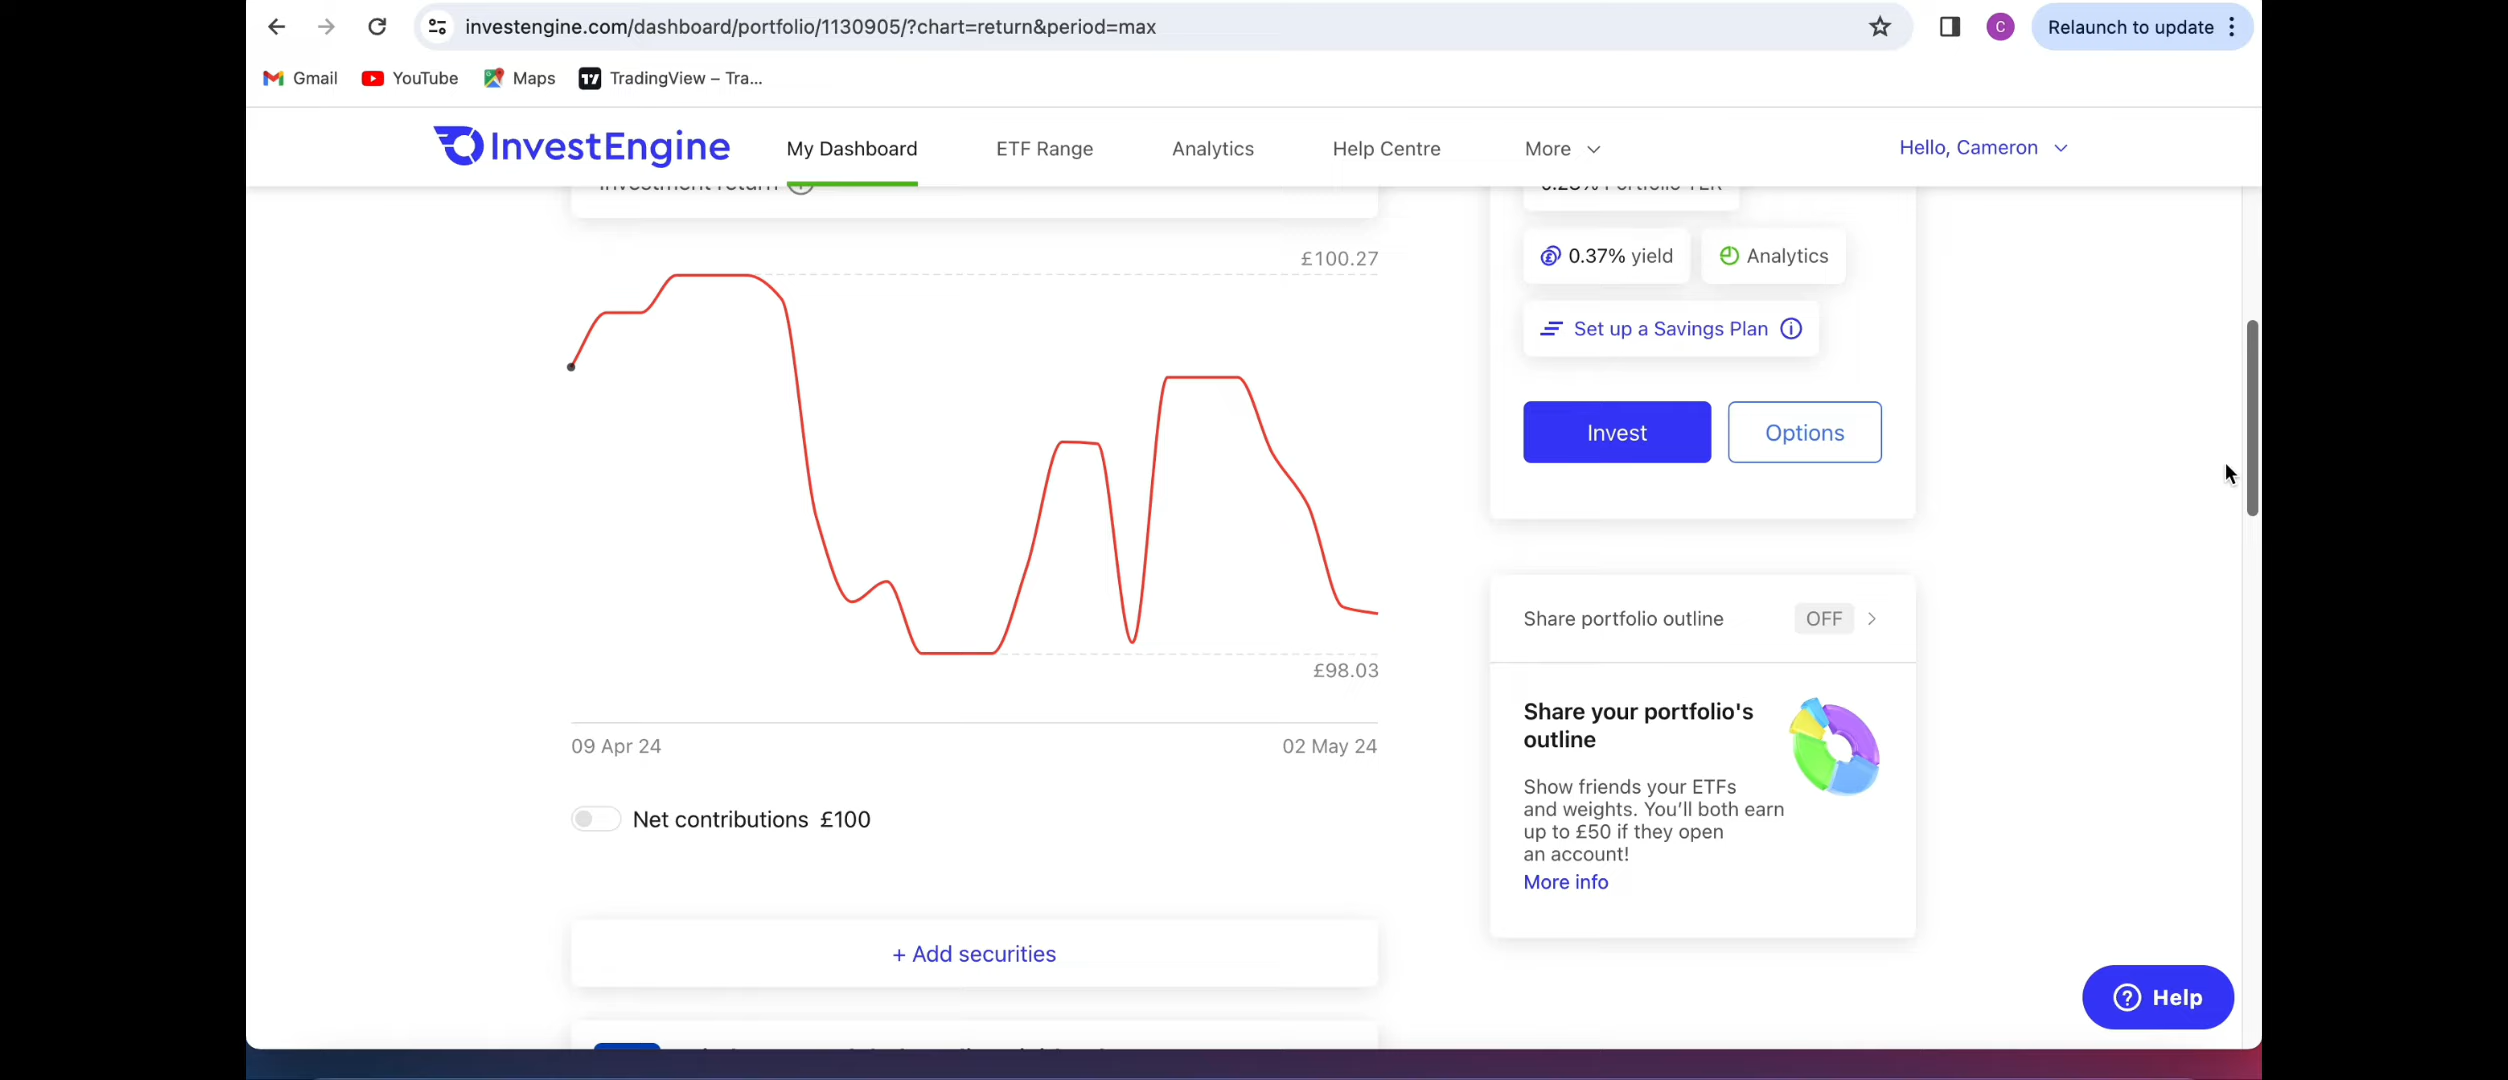 investengine.com/dashboard/portfolio/1130905/?chart=return&period=max
C
Relaunch to update
Gmail
YouTube
Maps
TradingView – Tra...
InvestEngine
My Dashboard
ETF Range
Analytics
Help Centre
More
Hello, Cameron
£100.27
£98.03
09 Apr 24
02 May 24
Net contributions £100
+ Add securities
0.37% yield
Analytics
Set up a Savings Plan
Invest
Options
Share portfolio outline
OFF
Share your portfolio's
outline
Show friends your ETFs
and weights. You'll both earn
up to £50 if they open
an account!
More info
Help